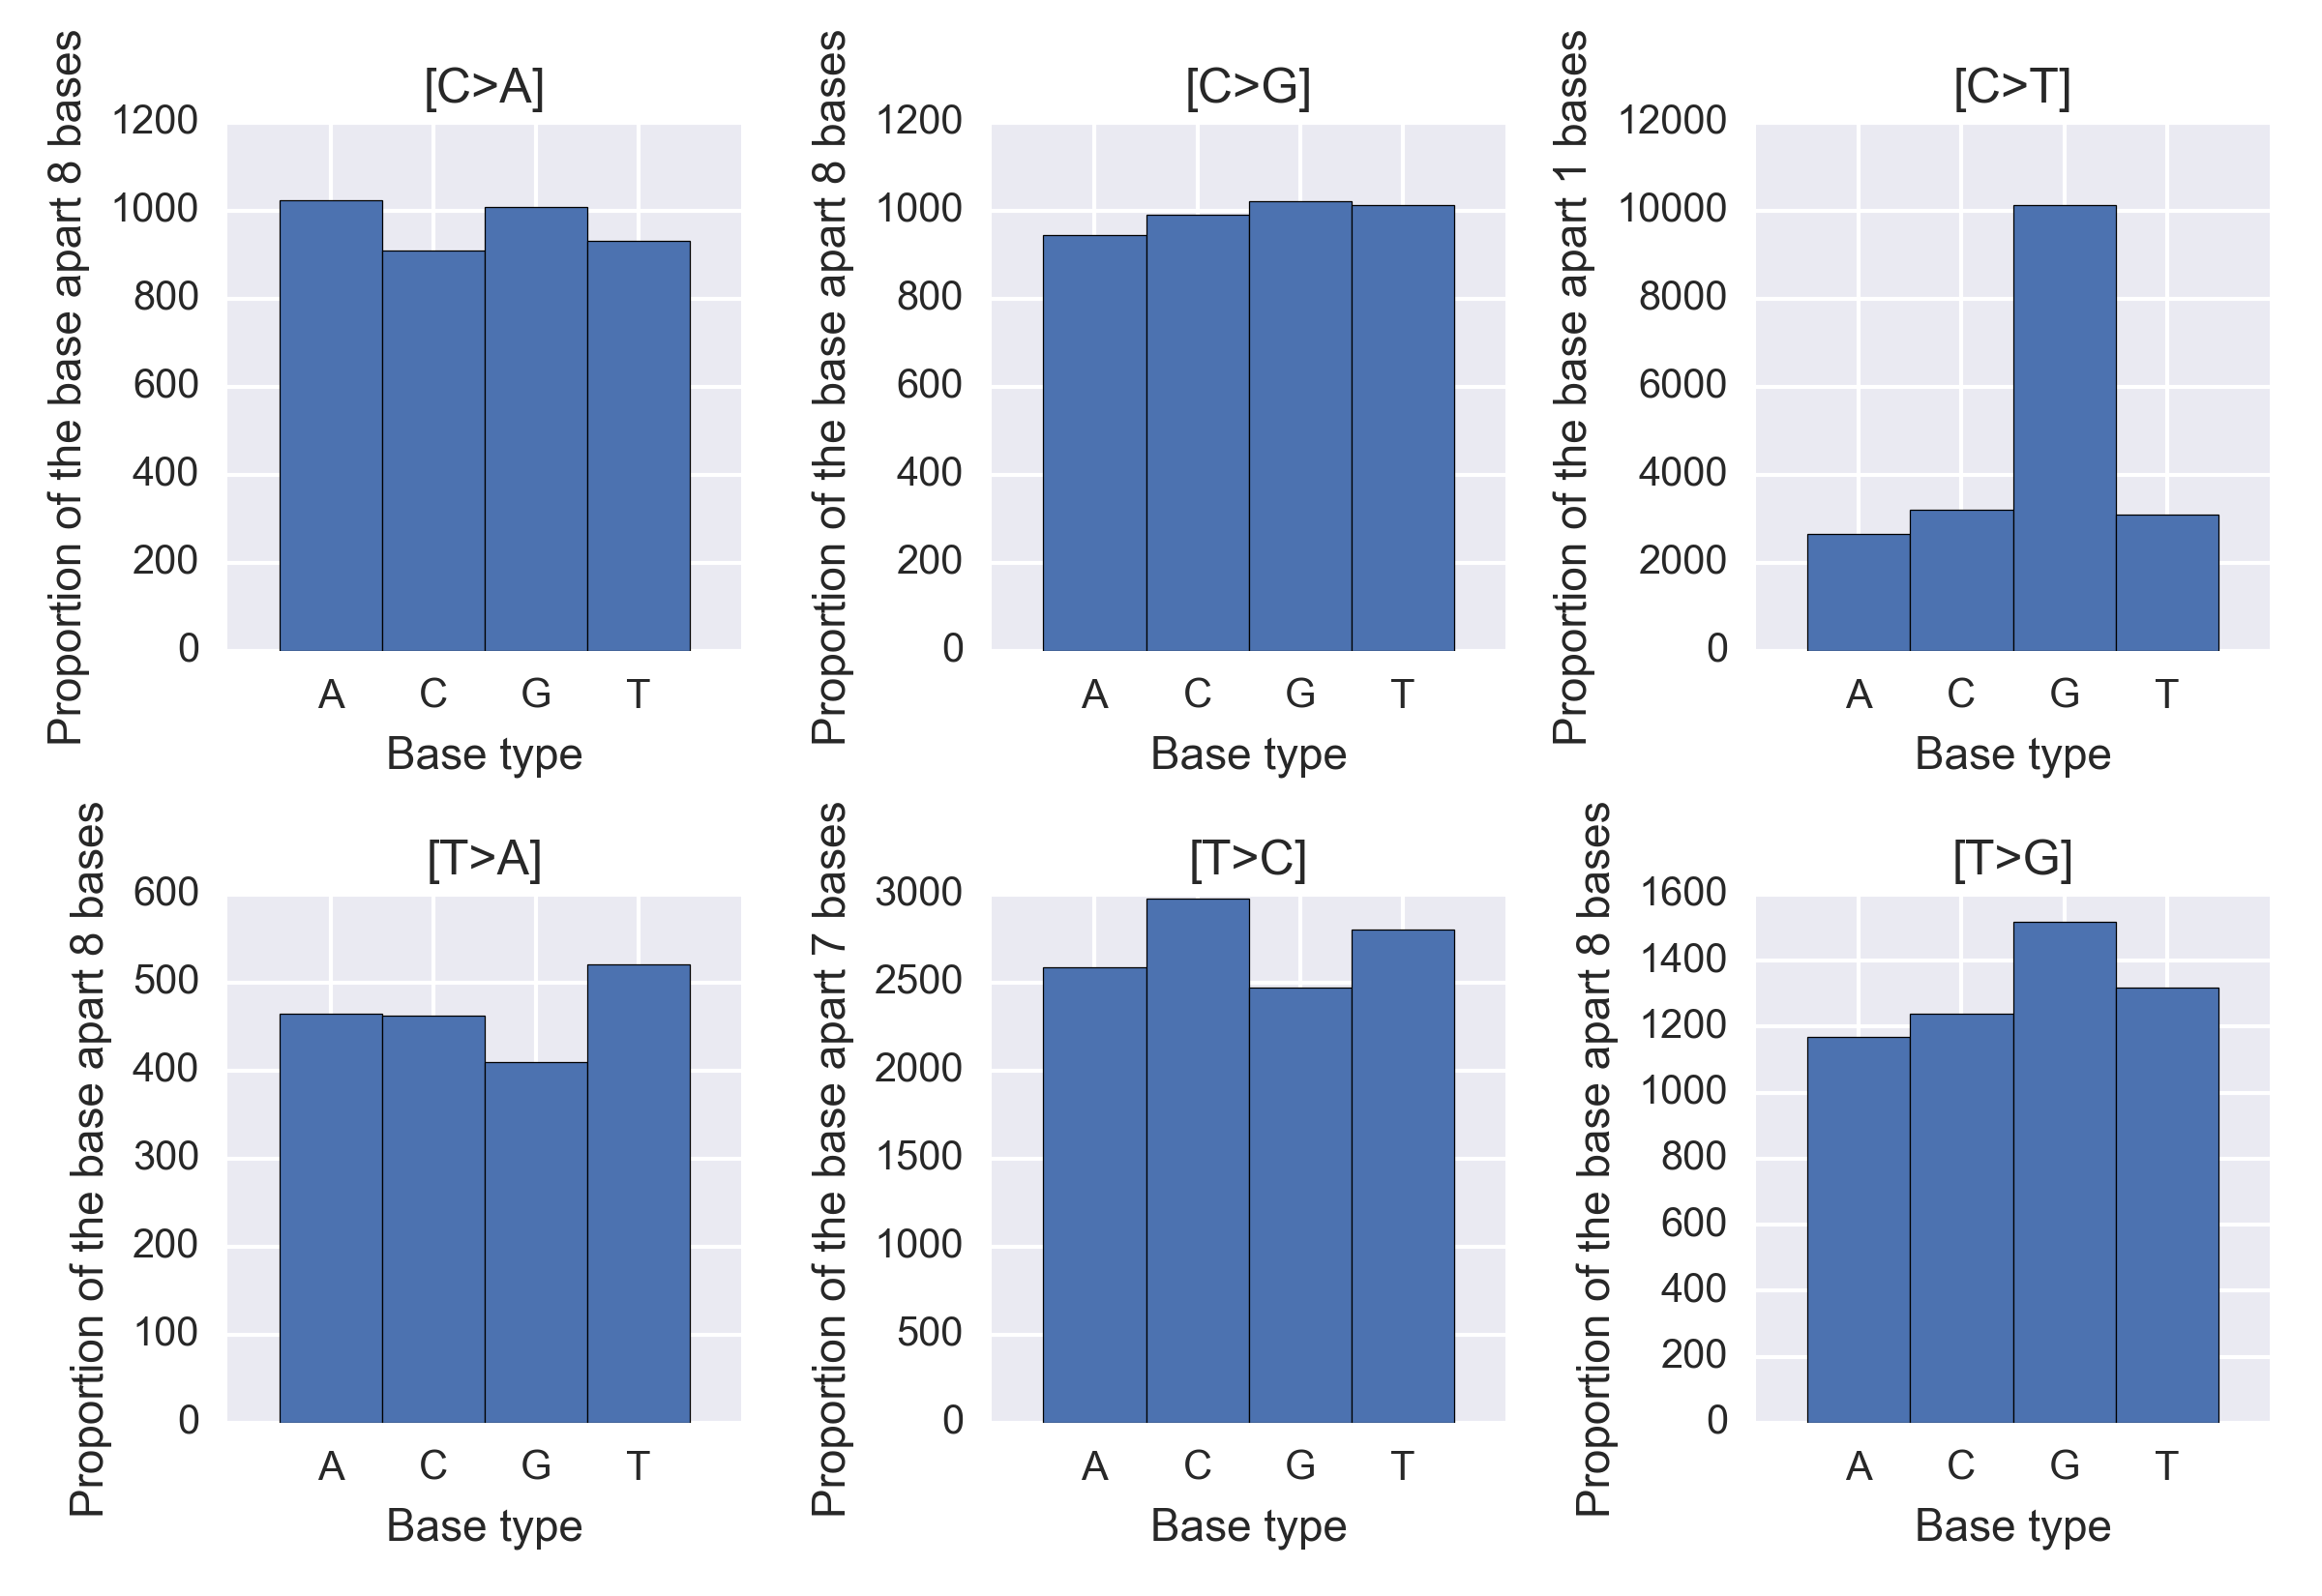 [C>A]
Proportion of the base apart 8 bases
1200
1000
800
600
400
200
0
A C G T
Base type
[C>G]
Proportion of the base apart 8 bases
1200
1000
800
600
400
200
0
A C G T
Base type
[C>T]
Proportion of the base apart 1 bases
12000
10000
8000
6000
4000
2000
0
A C G T
Base type
[T>A]
Proportion of the base apart 8 bases
600
500
400
300
200
100
0
A C G T
Base type
[T>C]
Proportion of the base apart 7 bases
3000
2500
2000
1500
1000
500
0
A C G T
Base type
[T>G]
Proportion of the base apart 8 bases
1600
1400
1200
1000
800
600
400
200
0
A C G T
Base type